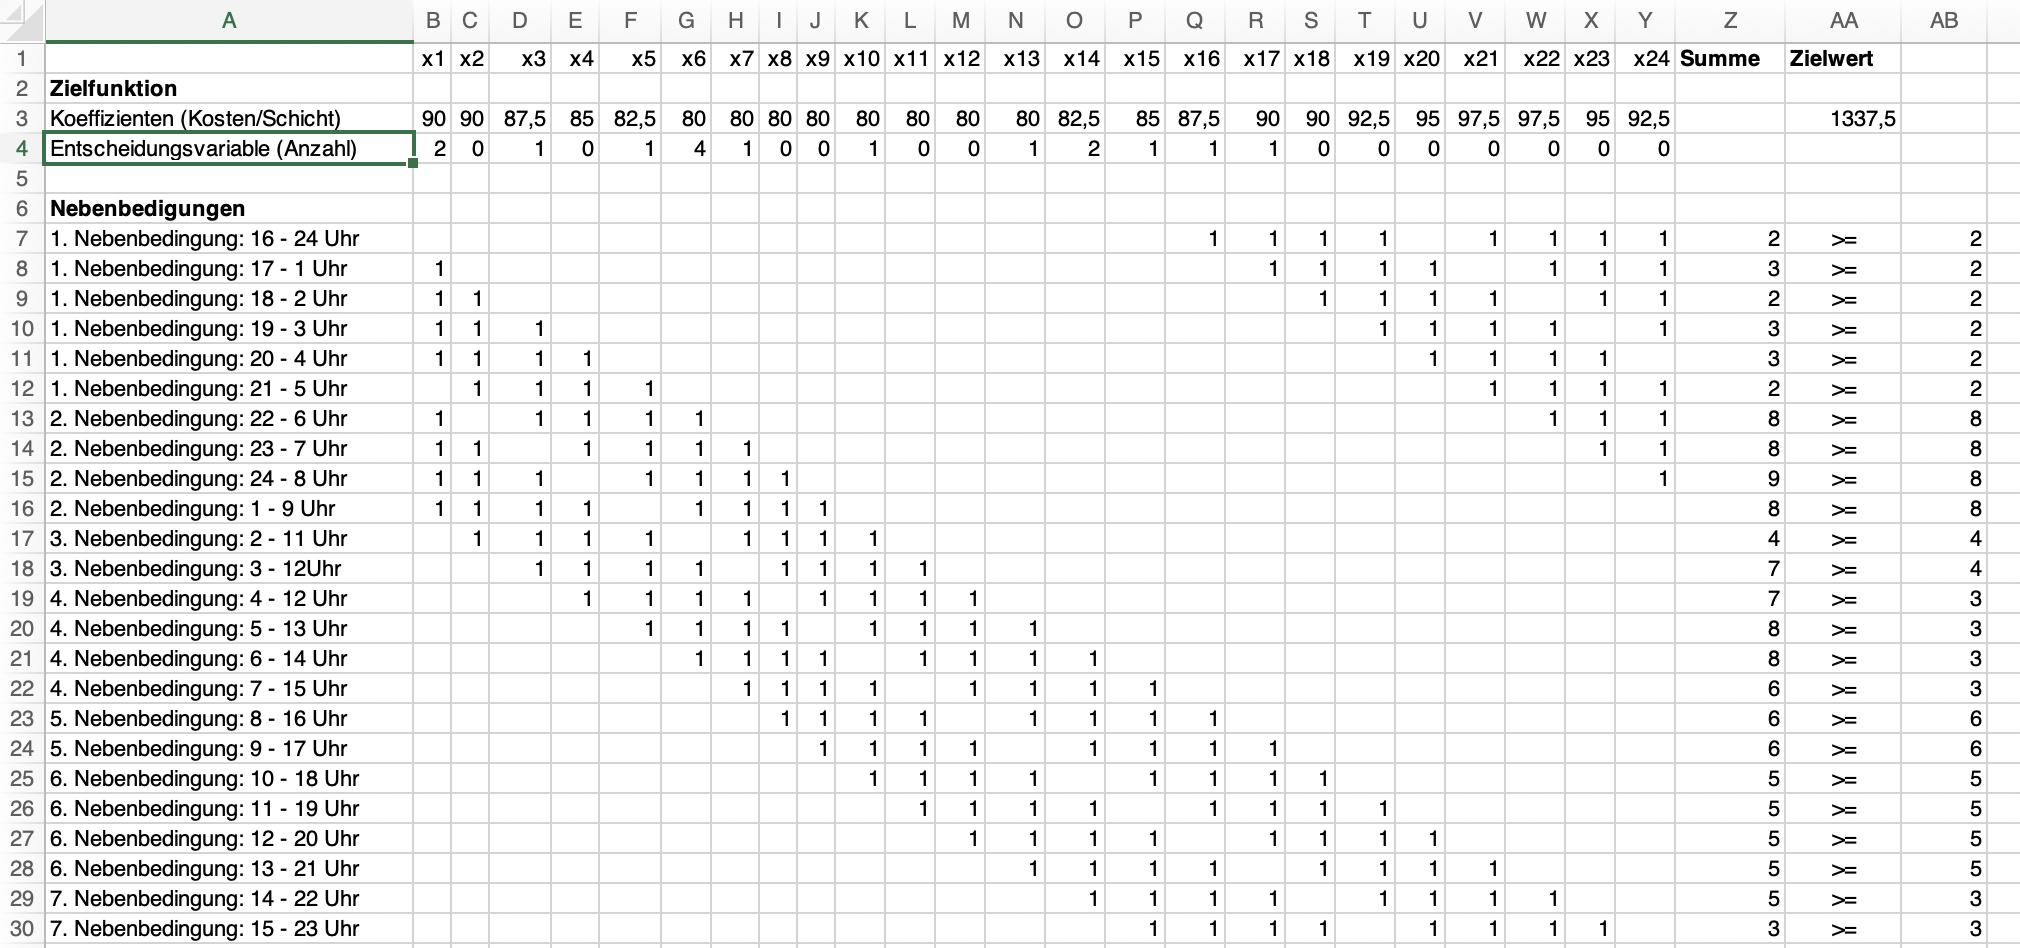 A B C D E F G H I J K L M N O P Q R S T U V W X Y Z AA AB
1 x1 x2 x3 x4 x5 x6 x7 x8 x9 x10 x11 x12 x13 x14 x15 x16 x17 x18 x19 x20 x21 x22 x23 x24 Summe Zielwert
2 Zielfunktion
3 Koeffizienten (Kosten/Schicht) 90 90 87,5 85 82,5 80 80 80 80 80 80 80 80 82,5 85 87,5 90 90 92,5 95 97,5 97,5 95 92,5 1337,5
4 Entscheidungsvariable (Anzahl) 2 0 1 0 1 4 1 0 0 1 0 0 1 2 1 1 1 0 0 0 0 0 0 0
5
6 Nebenbedigungen
7 1. Nebenbedingung: 16 - 24 Uhr 1 1 1 1 1 1 1 1 2 >= 2
8 1. Nebenbedingung: 17 - 1 Uhr 1 1 1 1 1 1 1 1 3 >= 2
9 1. Nebenbedingung: 18 - 2 Uhr 1 1 1 1 1 1 1 1 2 >= 2
10 1. Nebenbedingung: 19 - 3 Uhr 1 1 1 1 1 1 1 1 3 >= 2
11 1. Nebenbedingung: 20 - 4 Uhr 1 1 1 1 1 1 1 1 3 >= 2
12 1. Nebenbedingung: 21 - 5 Uhr 1 1 1 1 1 1 1 1 2 >= 2
13 2. Nebenbedingung: 22 - 6 Uhr 1 1 1 1 1 1 1 1 8 >= 8
14 2. Nebenbedingung: 23 - 7 Uhr 1 1 1 1 1 1 1 1 8 >= 8
15 2. Nebenbedingung: 24 - 8 Uhr 1 1 1 1 1 1 1 1 9 >= 8
16 2. Nebenbedingung: 1 - 9 Uhr 1 1 1 1 1 1 1 1 8 >= 8
17 3. Nebenbedingung: 2 - 11 Uhr 1 1 1 1 1 1 1 1 4 >= 4
18 3. Nebenbedingung: 3 - 12Uhr 1 1 1 1 1 1 1 1 7 >= 4
19 4. Nebenbedingung: 4 - 12 Uhr 1 1 1 1 1 1 1 1 7 >= 3
20 4. Nebenbedingung: 5 - 13 Uhr 1 1 1 1 1 1 1 1 8 >= 3
21 4. Nebenbedingung: 6 - 14 Uhr 1 1 1 1 1 1 1 1 8 >= 3
22 4. Nebenbedingung: 7 - 15 Uhr 1 1 1 1 1 1 1 1 6 >= 3
23 5. Nebenbedingung: 8 - 16 Uhr 1 1 1 1 1 1 1 1 6 >= 6
24 5. Nebenbedingung: 9 - 17 Uhr 1 1 1 1 1 1 1 1 6 >= 6
25 6. Nebenbedingung: 10 - 18 Uhr 1 1 1 1 1 1 1 1 5 >= 5
26 6. Nebenbedingung: 11 - 19 Uhr 1 1 1 1 1 1 1 1 5 >= 5
27 6. Nebenbedingung: 12 - 20 Uhr 1 1 1 1 1 1 1 1 5 >= 5
28 6. Nebenbedingung: 13 - 21 Uhr 1 1 1 1 1 1 1 1 5 >= 5
29 7. Nebenbedingung: 14 - 22 Uhr 1 1 1 1 1 1 1 1 5 >= 3
30 7. Nebenbedingung: 15 - 23 Uhr 1 1 1 1 1 1 1 1 3 >= 3